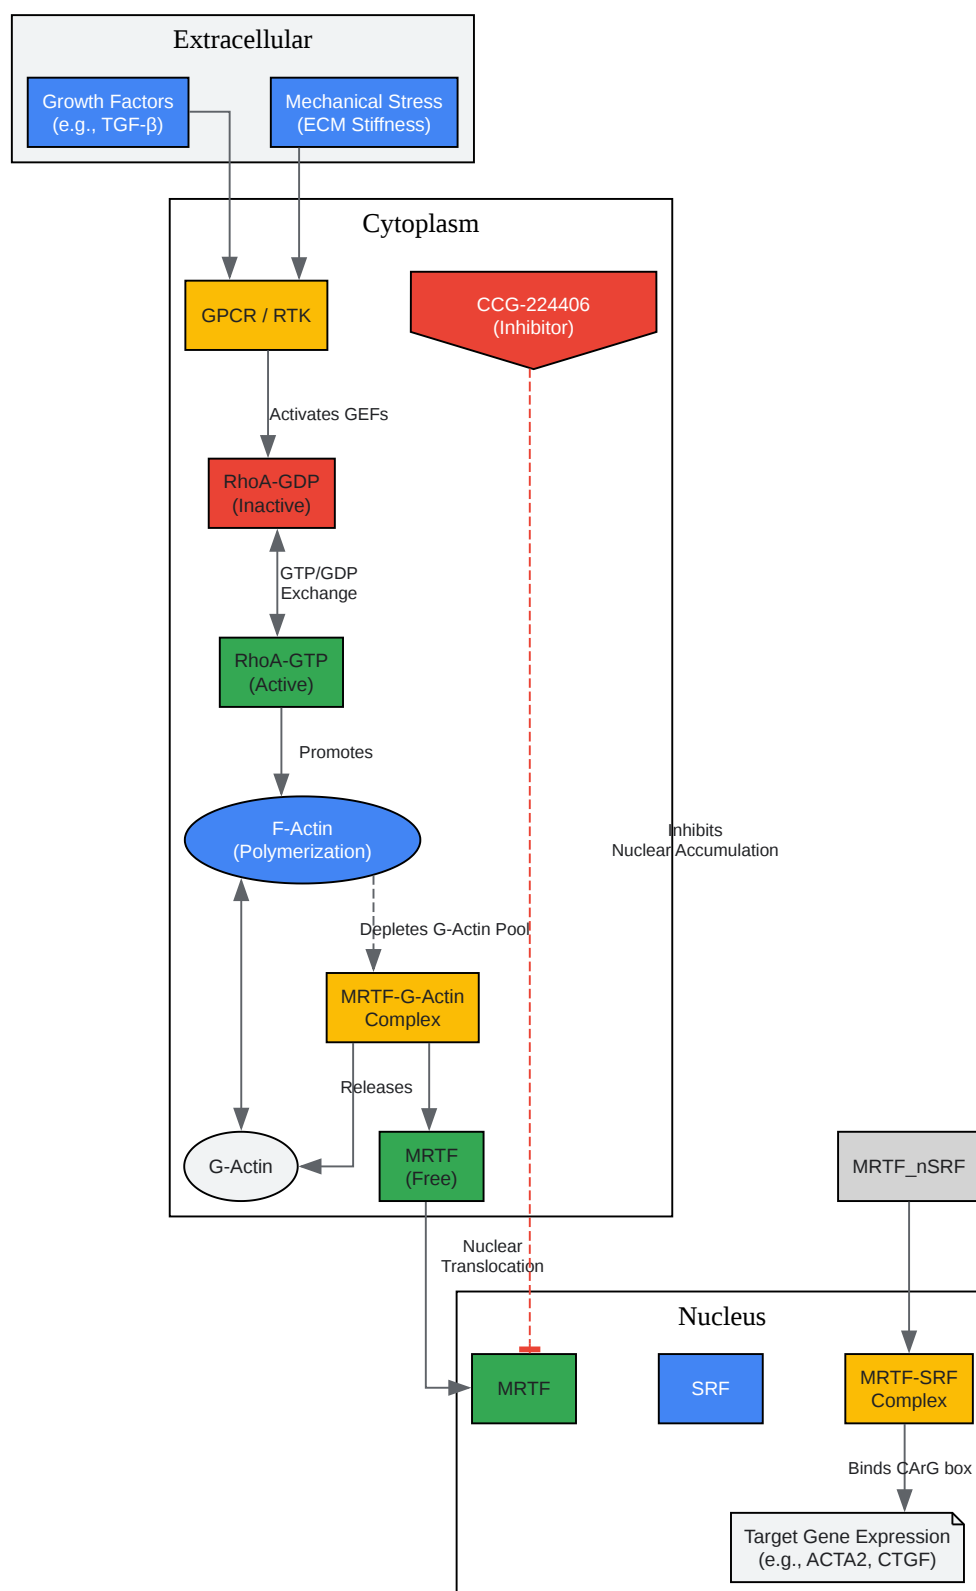 Extracellular
Growth Factors
(e.g., TGF-β)
Mechanical Stress
(ECM Stiffness)
Cytoplasm
GPCR / RTK
CCG-224406
(Inhibitor)
Activates GEFs
RhoA-GDP
(Inactive)
GTP/GDP
Exchange
RhoA-GTP
(Active)
Promotes
F-Actin
(Polymerization)
Inhibits
Nuclear Accumulation
Depletes G-Actin Pool
MRTF-G-Actin
Complex
Releases
G-Actin
MRTF
(Free)
MRTF_nSRF
Nuclear
Translocation
Nucleus
MRTF
SRF
MRTF-SRF
Complex
Binds CArG box
Target Gene Expression
(e.g., ACTA2, CTGF)